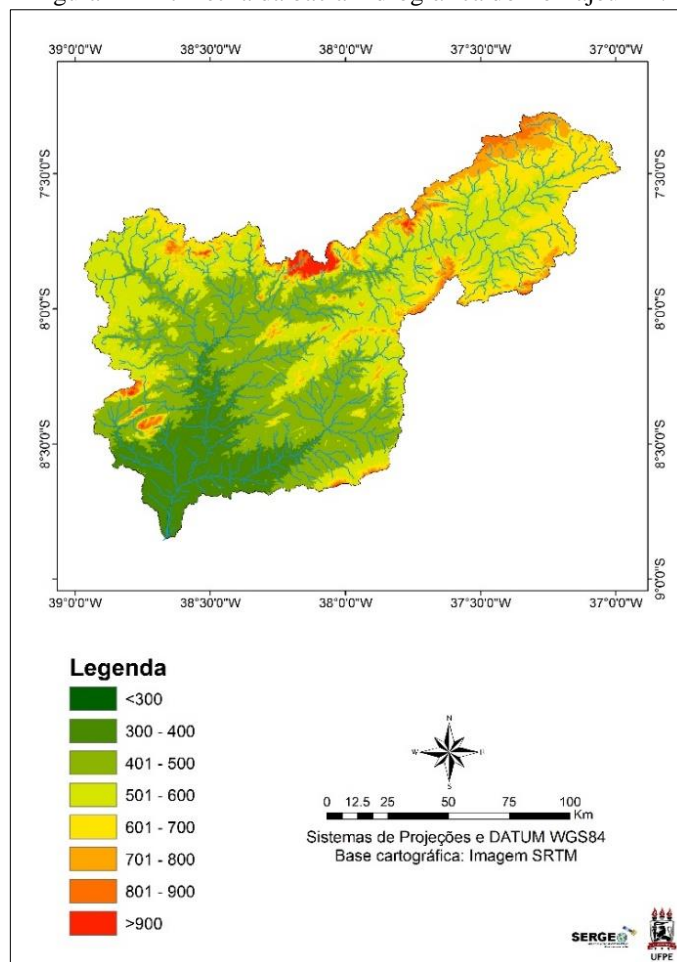 39°0'0"W 38°30'0"W 38°0'0"W 37°30'0"W 37°0'0"W
7°30'0"S 7°30'0"S
8°0'0"S 8°0'0"S
8°30'0"S 8°30'0"S
9°0'0"S
39°0'0"W 38°30'0"W 38°0'0"W 37°30'0"W 37°0'0"W
Legenda
<300
300 - 400
401 - 500
501 - 600
601 - 700
701 - 800
801 - 900
>900
N
W
S
0 12.5 25 50 75 100
Km
Sistemas de Projeções e DATUM WGS84
Base cartográfica: Imagem SRTM
SERGEO
UFPE